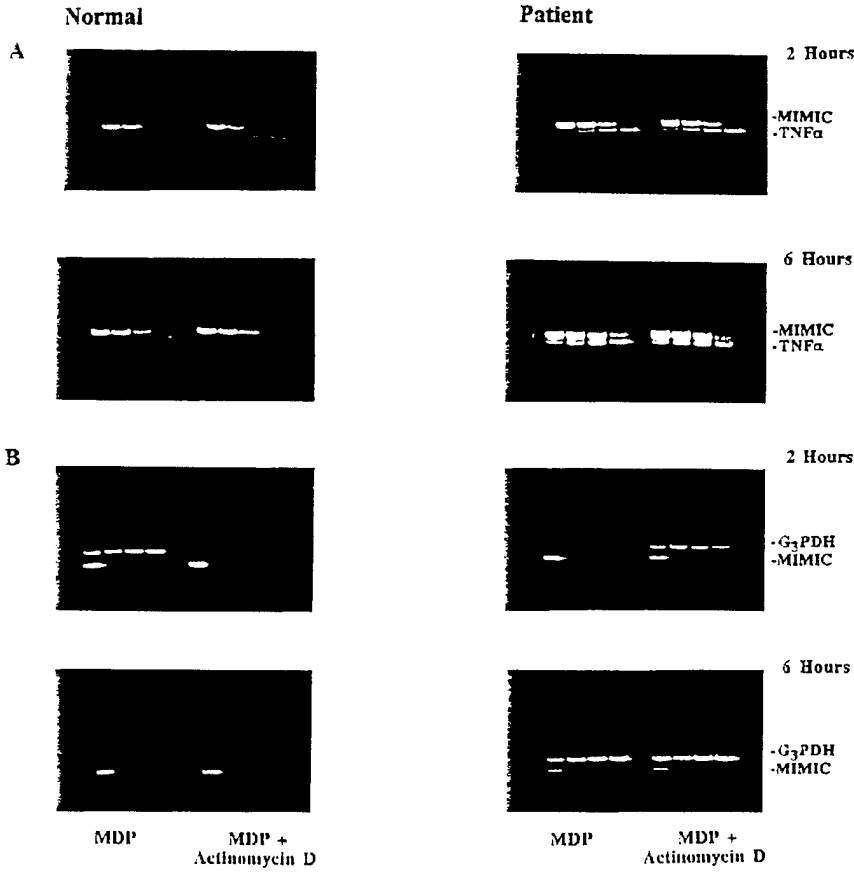 Normal
Patient
A
2 Hours
-MIMIC
-TNFα
6 Hours
-MIMIC
-TNFα
B
2 Hours
-G3PDH
-MIMIC
6 Hours
-G3PDH
-MIMIC
MDP
MDP +
Actinomycin D
MDP
MDP +
Actinomycin D